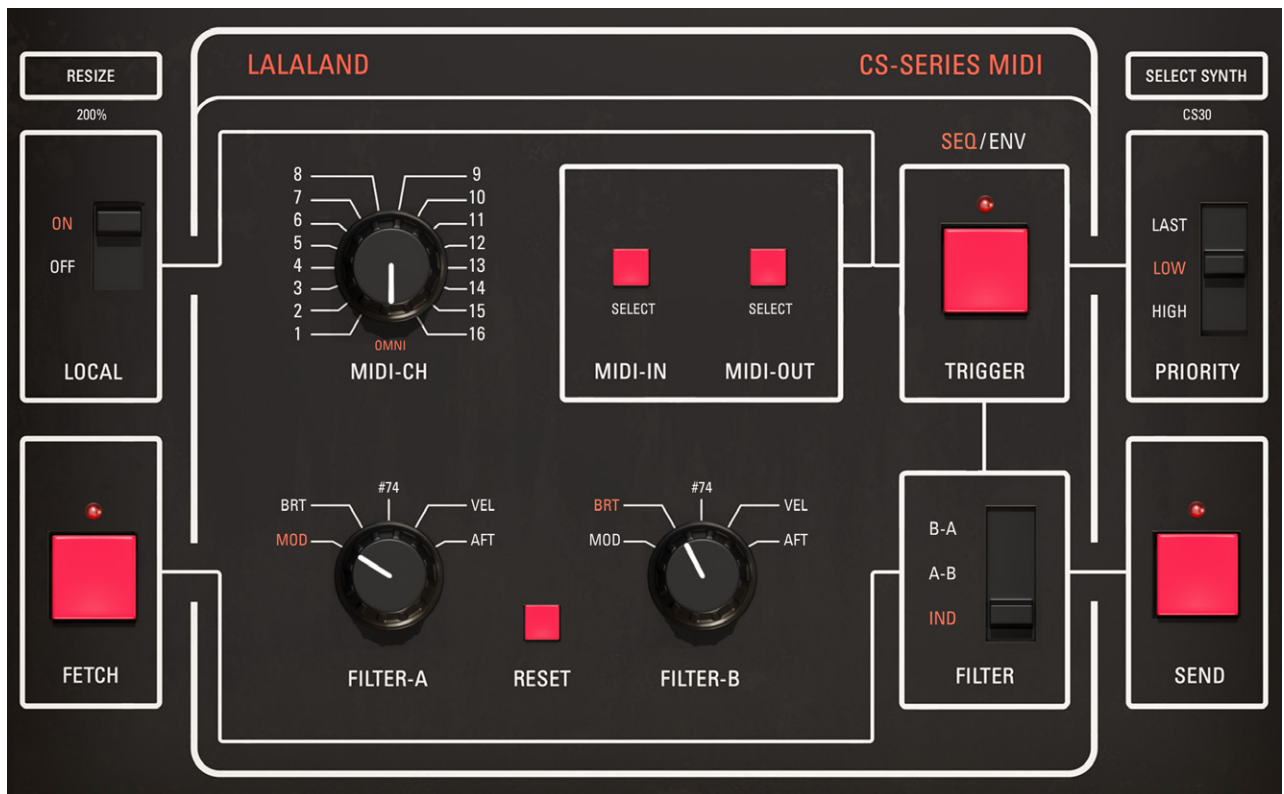 LALALAND
CS-SERIES MIDI
RESIZE
200%
SELECT SYNTH
CS30
ON
OFF
LOCAL
8
7
6
5
4
3
2
1
9
10
11
12
13
14
15
16
OMNI
MIDI-CH
SELECT
MIDI-IN
SELECT
MIDI-OUT
SEQ/ENV
TRIGGER
LAST
LOW
HIGH
PRIORITY
FETCH
MOD
BRT
#74
VEL
AFT
FILTER-A
RESET
MOD
BRT
#74
VEL
AFT
FILTER-B
B-A
A-B
IND
FILTER
SEND